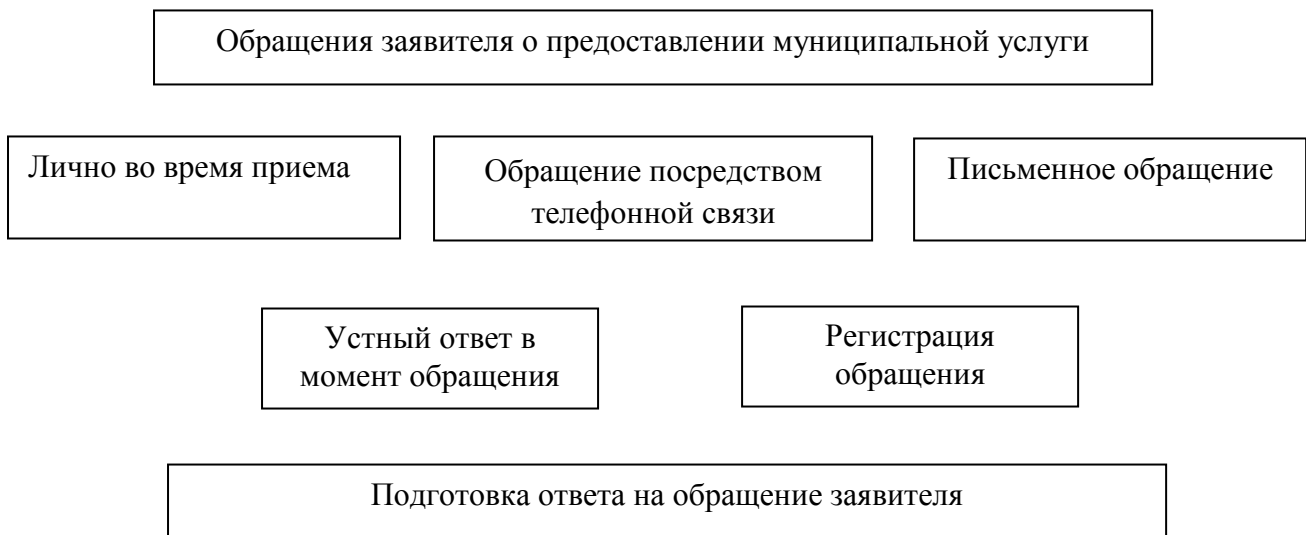 Обращения заявителя о предоставлении муниципальной услуги
Лично во время приема
Обращение посредством
телефонной связи
Письменное обращение
Устный ответ в
момент обращения
Регистрация
обращения
Подготовка ответа на обращение заявителя